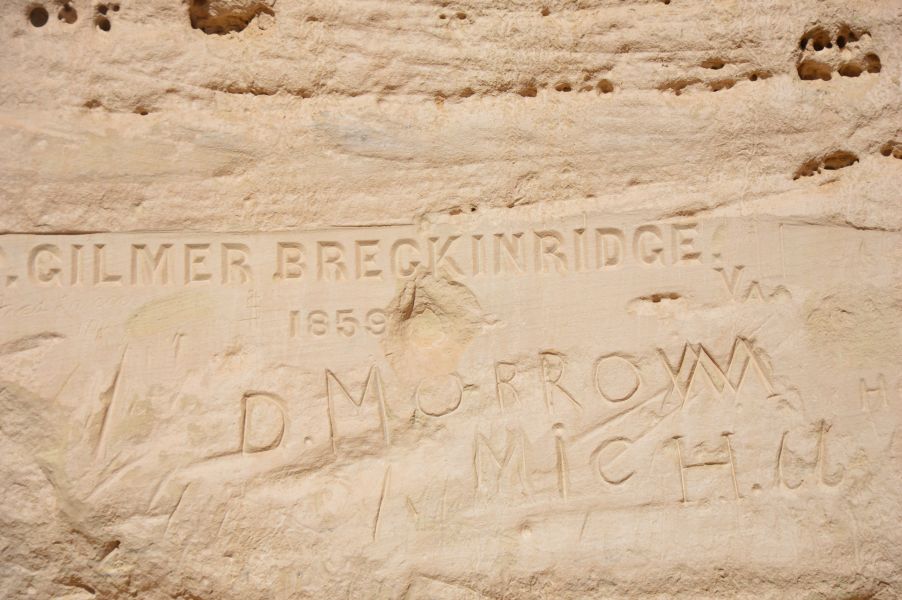 . GILMER BRECKINRIDGE. Va
1859
D. MORROW
MICH. U
H